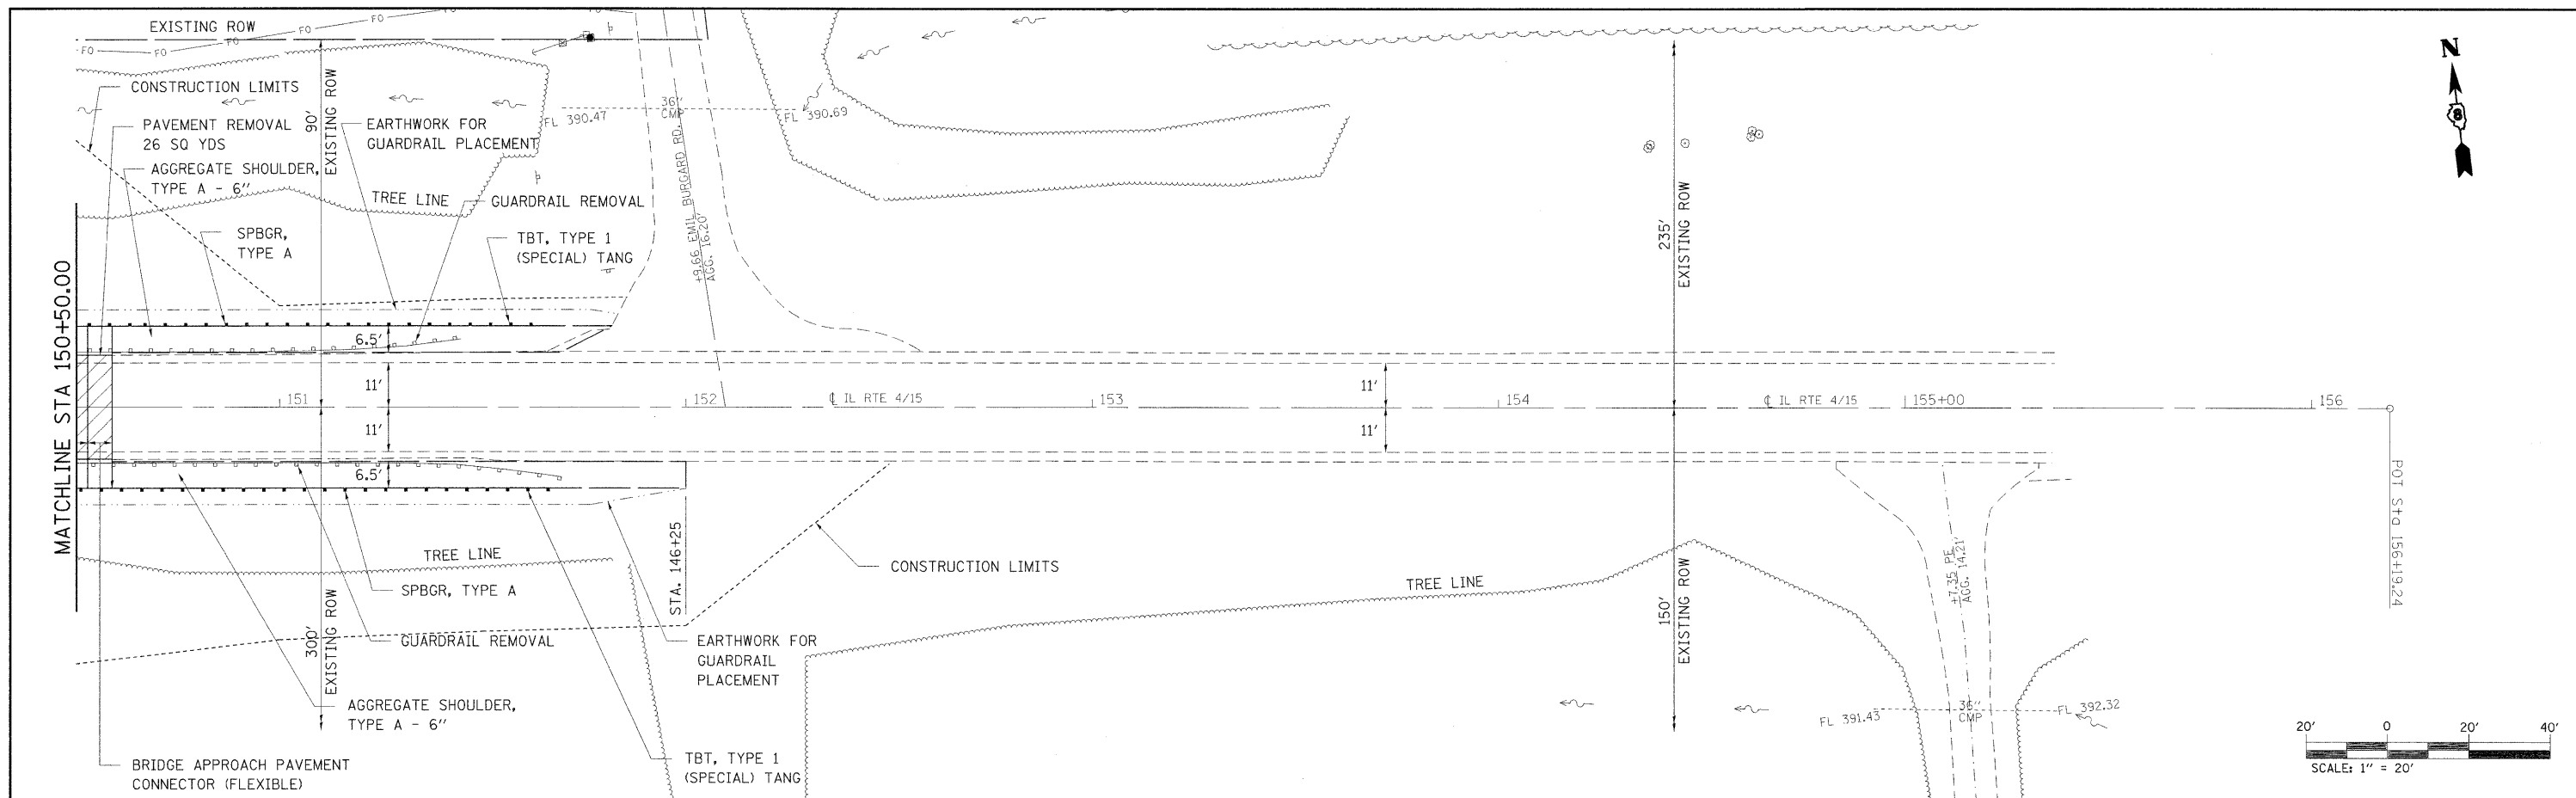 EXISTING ROW
FO
FO
FO
FO
FO
FO
FO
CONSTRUCTION LIMITS
PAVEMENT REMOVAL
26 SQ YDS
AGGREGATE SHOULDER,
TYPE A - 6"
90'
EXISTING ROW
EARTHWORK FOR
GUARDRAIL PLACEMENT
TREE LINE
GUARDRAIL REMOVAL
SPBGR,
TYPE A
TBT, TYPE 1
(SPECIAL) TANG
FL 390.47
36"
CMP
FL 390.69
+9.66 EMIL BURGARD RD.
AGG. 16.20'
235'
EXISTING ROW
N
8
MATCHLINE STA 150+50.00
6.5'
11'
11'
6.5'
151
152
℄ IL RTE 4/15
153
11'
11'
154
℄ IL RTE 4/15
155+00
156
POT Sta 156+19.24
TREE LINE
SPBGR, TYPE A
GUARDRAIL REMOVAL
300'
EXISTING ROW
AGGREGATE SHOULDER,
TYPE A - 6"
BRIDGE APPROACH PAVEMENT
CONNECTOR (FLEXIBLE)
STA. 146+25
EARTHWORK FOR
GUARDRAIL
PLACEMENT
TBT, TYPE 1
(SPECIAL) TANG
CONSTRUCTION LIMITS
TREE LINE
150'
EXISTING ROW
+7.35 PE
AGG. 14.21'
FL 391.43
36"
CMP
FL 392.32
20'
0
20'
40'
SCALE: 1" = 20'